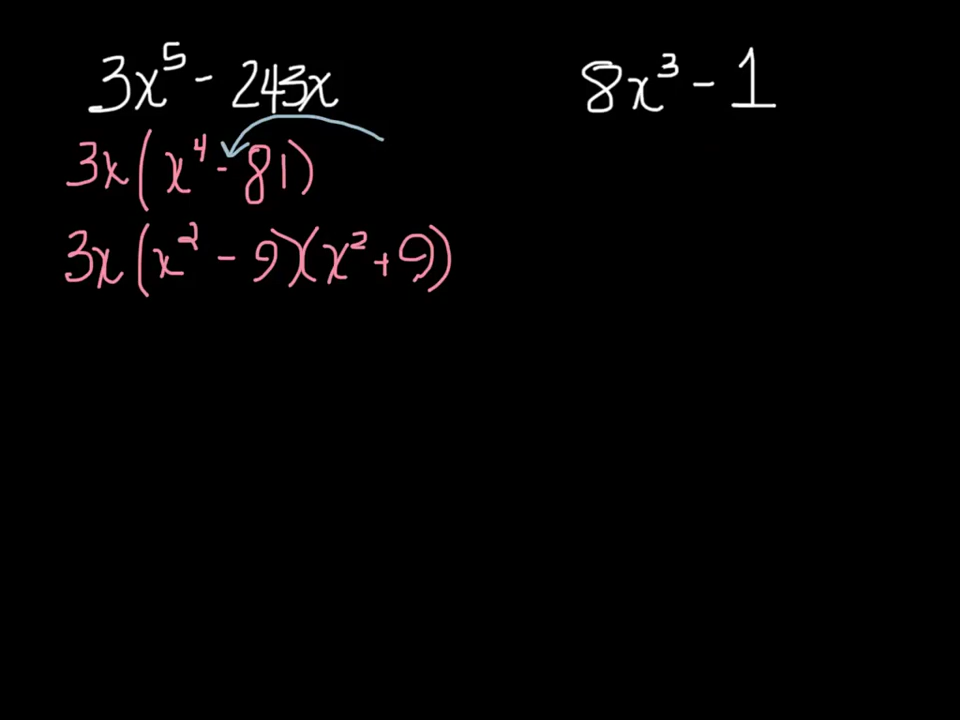 3x⁵ - 243x
3x(x⁴ - 81)
3x(x² - 9)(x² + 9)
8x³ - 1